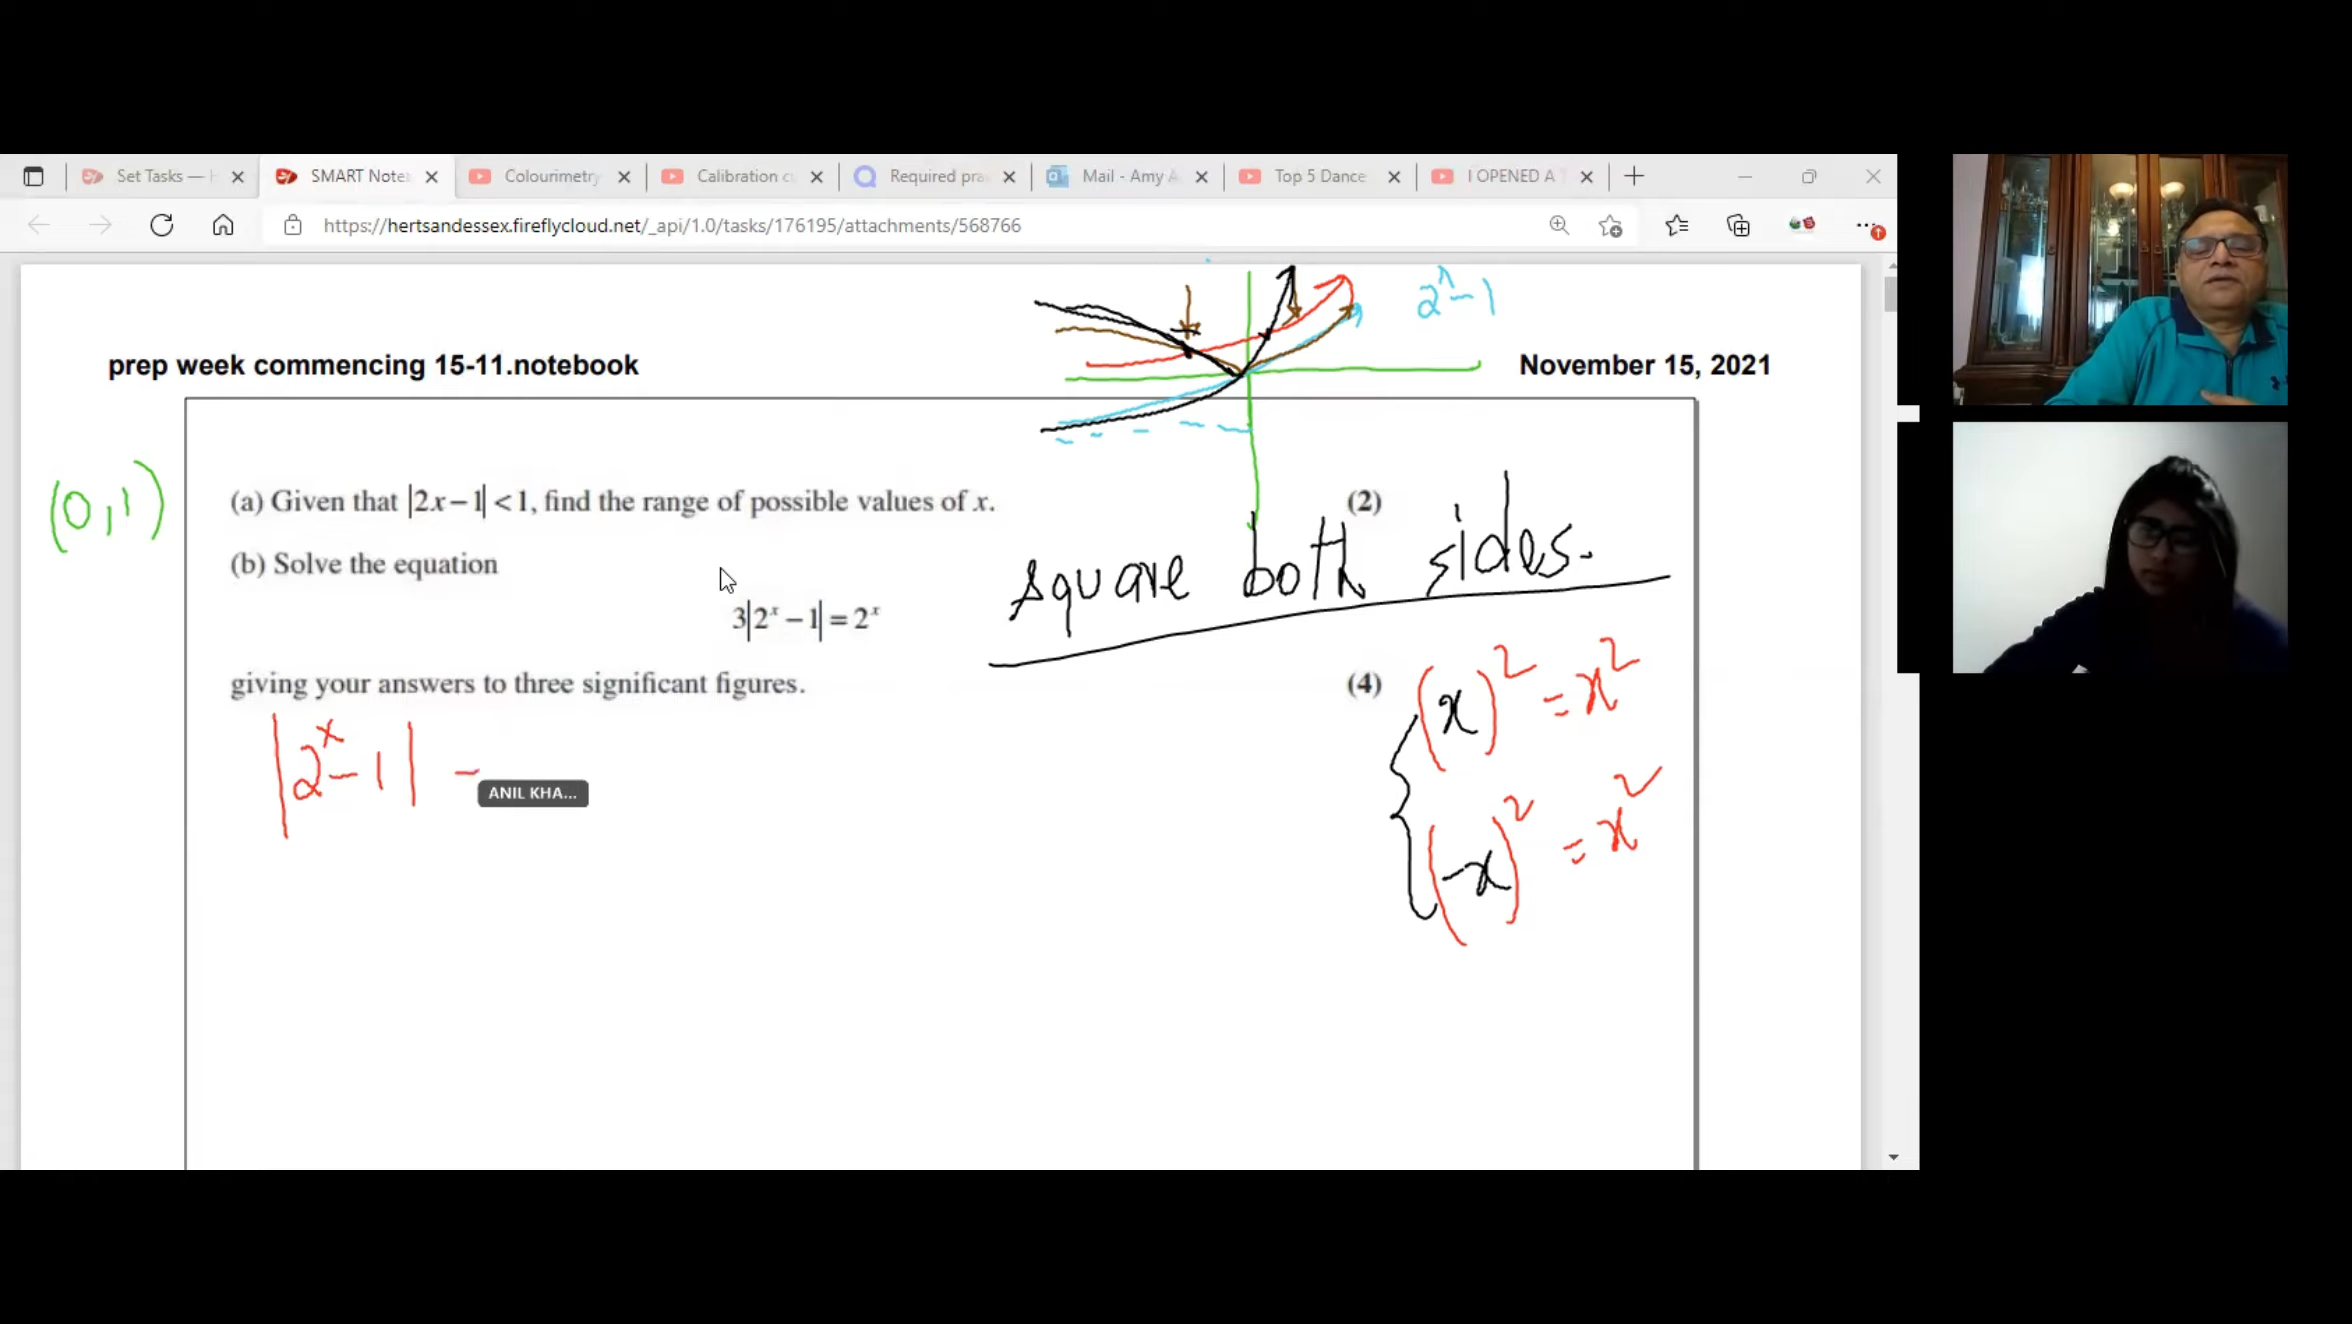 Set Tasks — H
SMART Note
Colourimetry
Calibration c
Required pra
Mail - Amy A
Top 5 Dance
I OPENED A
https://hertsandessex.fireflycloud.net/_api/1.0/tasks/176195/attachments/568766
2^x - 1
prep week commencing 15-11.notebook
November 15, 2021
(0,1)
(a) Given that |2x – 1| < 1, find the range of possible values of x.
(2)
(b) Solve the equation
square both sides.
3|2^x – 1| = 2^x
giving your answers to three significant figures.
(4)
(x)^2 = x^2
|2^x - 1| -
ANIL KHA...
(-x)^2 = x^2